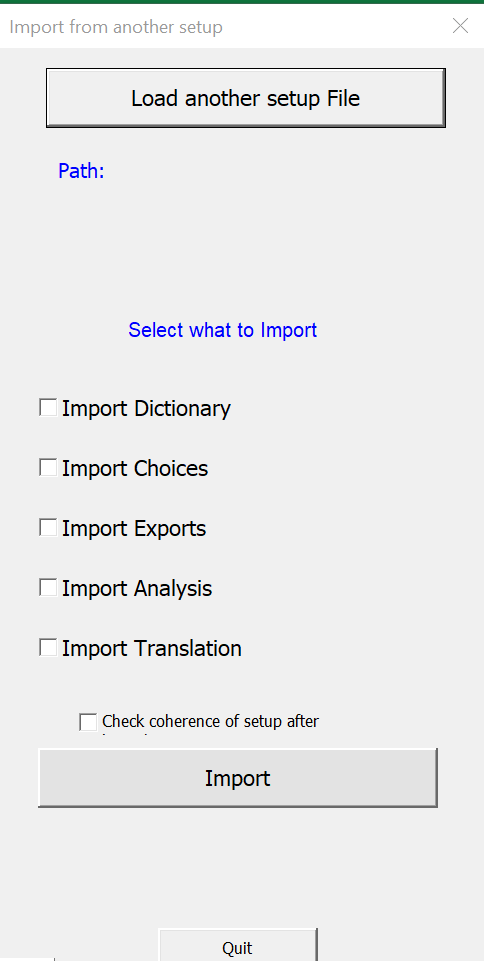 Import from another setup
Load another setup File
Path:
Select what to Import
Import Dictionary
Import Choices
Import Exports
Import Analysis
Import Translation
Check coherence of setup after
Import
Quit